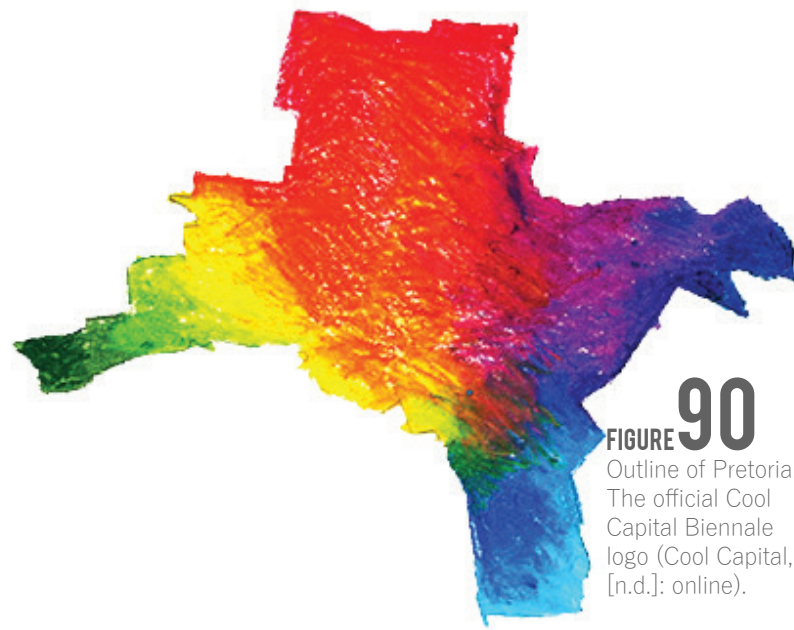 FIGURE 90
Outline of Pretoria
The official Cool
Capital Biennale
logo (Cool Capital,
[n.d.]: online).